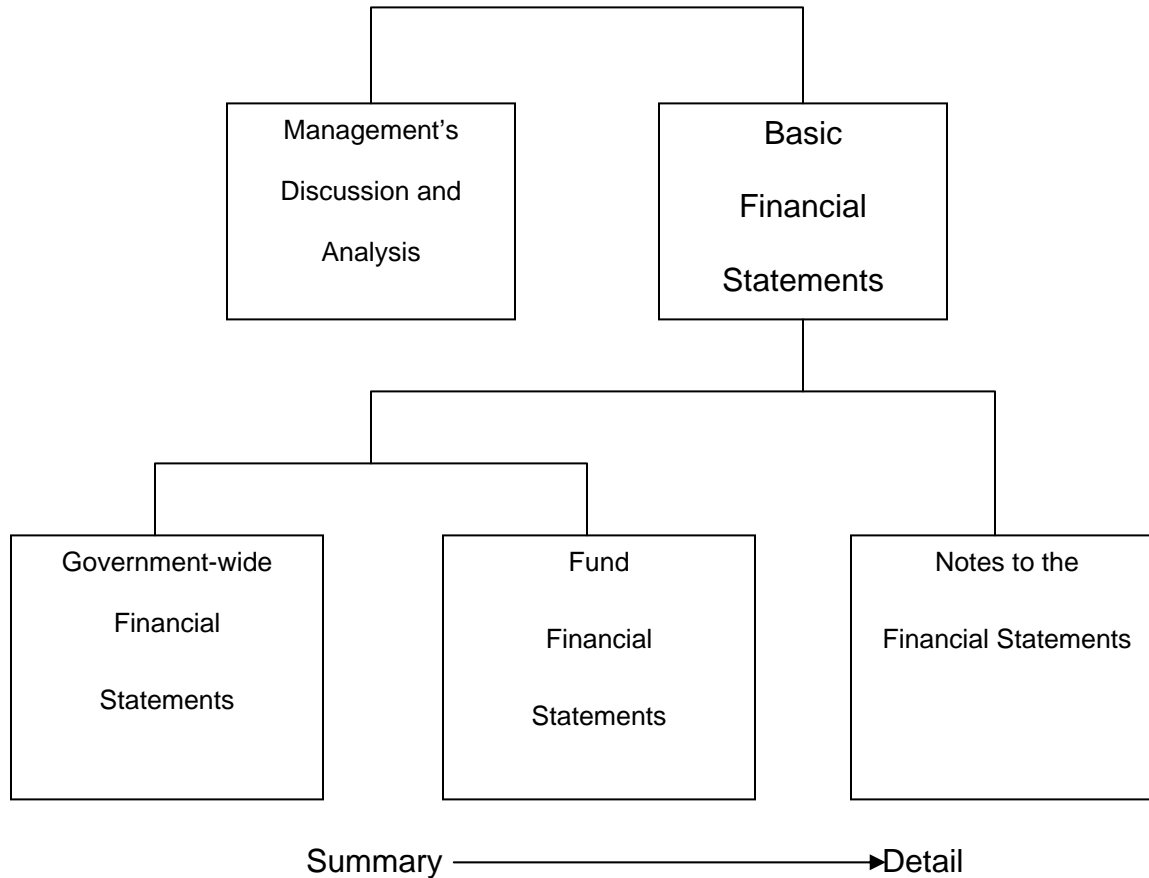 Management’s
Discussion and
Analysis
Basic
Financial
Statements
Government-wide
Financial
Statements
Fund
Financial
Statements
Notes to the
Financial Statements
Summary
Detail